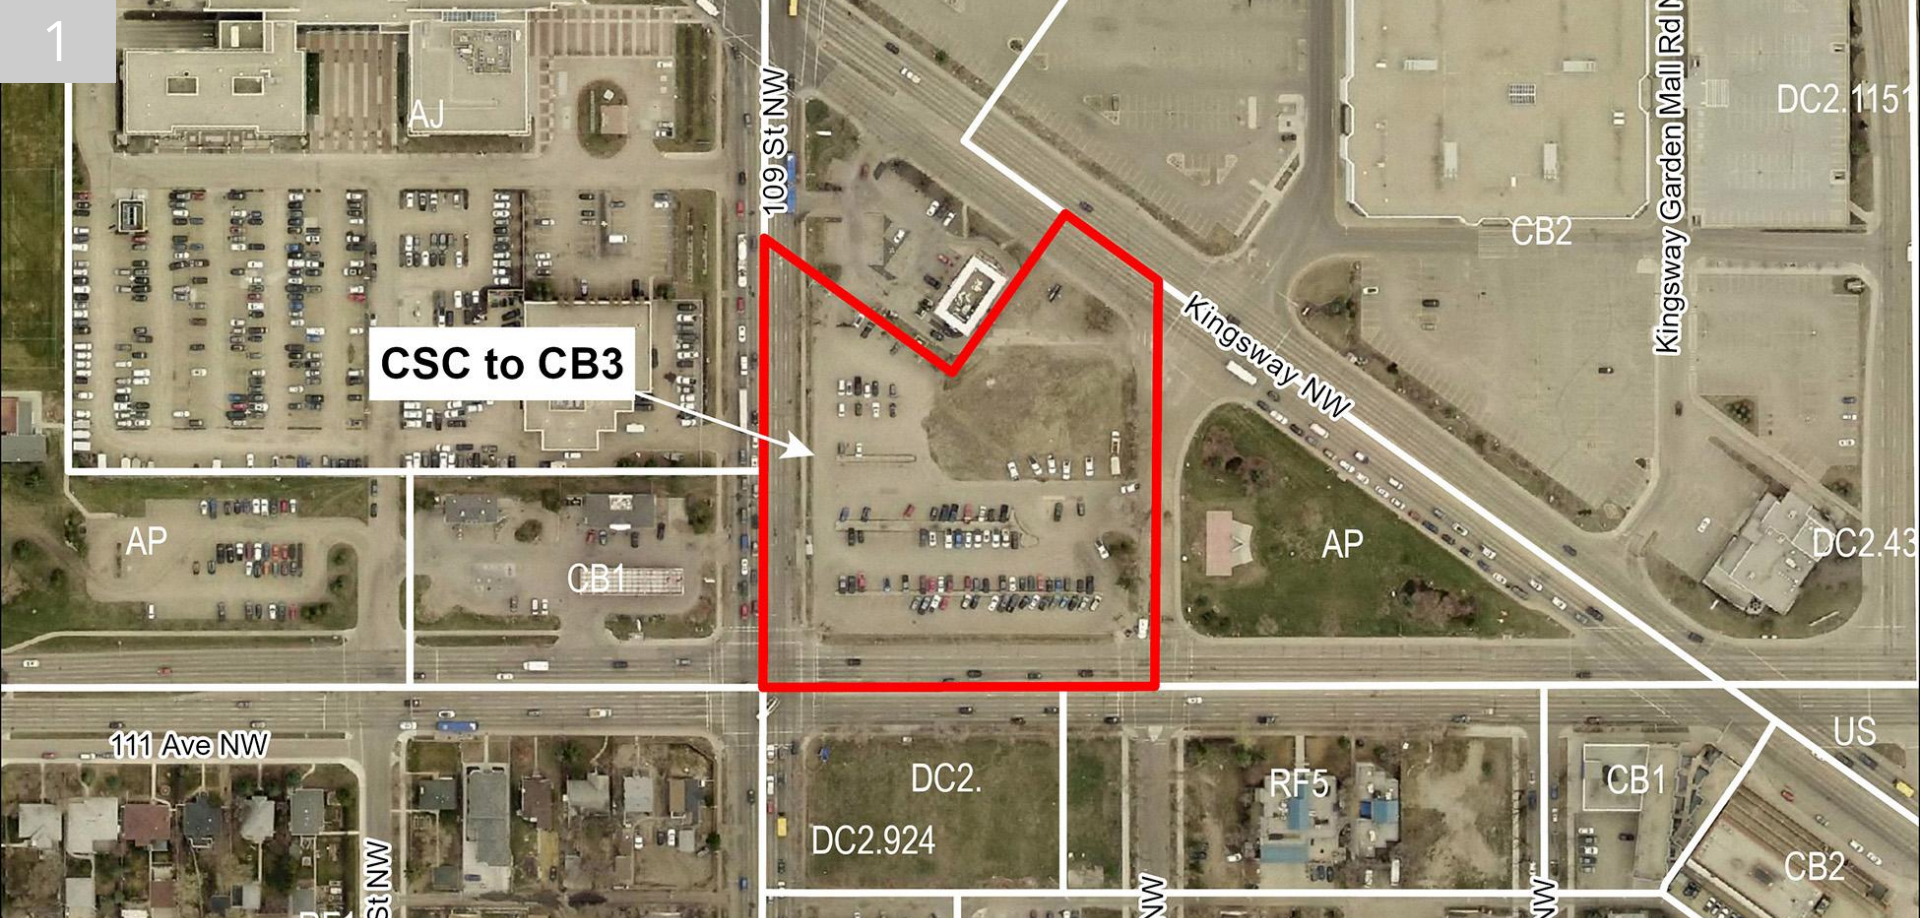 1
AJ
109 St NW
Kingsway Garden Mall Rd N
DC2.1151
CB2
CSC to CB3
Kingsway NW
AP
CB1
AP
DC2.43
111 Ave NW
DC2.
DC2.924
RF5
CB1
US
CB2
St NW
NW
NW